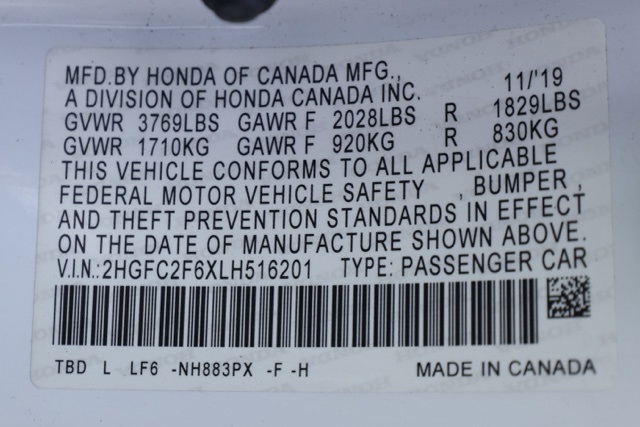 MFD.BY HONDA OF CANADA MFG.,
A DIVISION OF HONDA CANADA INC. 11/'19
GVWR 3769LBS GAWR F 2028LBS R 1829LBS
GVWR 1710KG GAWR F 920KG R 830KG
THIS VEHICLE CONFORMS TO ALL APPLICABLE
FEDERAL MOTOR VEHICLE SAFETY , BUMPER ,
AND THEFT PREVENTION STANDARDS IN EFFECT
ON THE DATE OF MANUFACTURE SHOWN ABOVE.
V.I.N.:2HGFC2F6XLH516201 TYPE: PASSENGER CAR
TBD L LF6 -NH883PX -F -H MADE IN CANADA